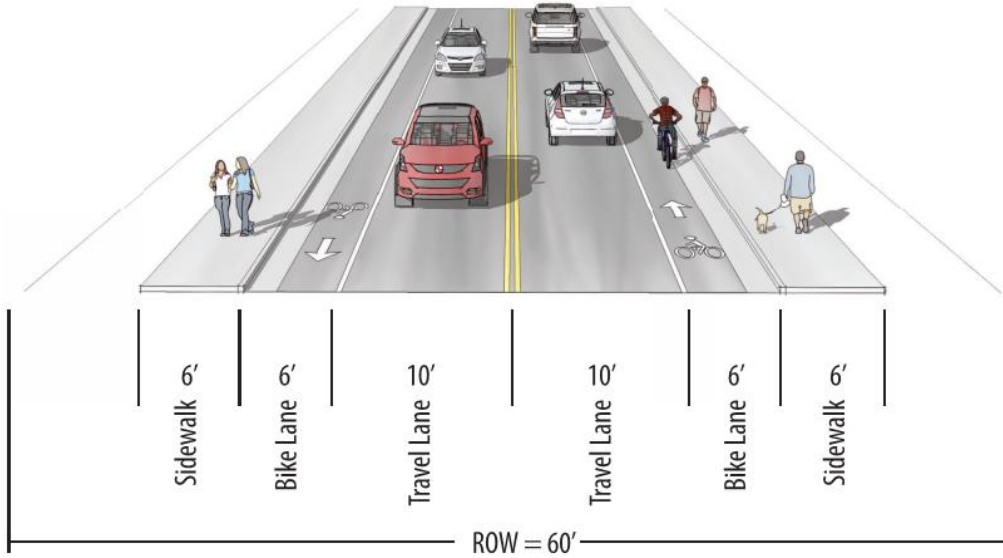 6’
Sidewalk
6’
Bike Lane
10’
Travel Lane
10’
Travel Lane
6’
Bike Lane
6’
Sidewalk
ROW = 60’